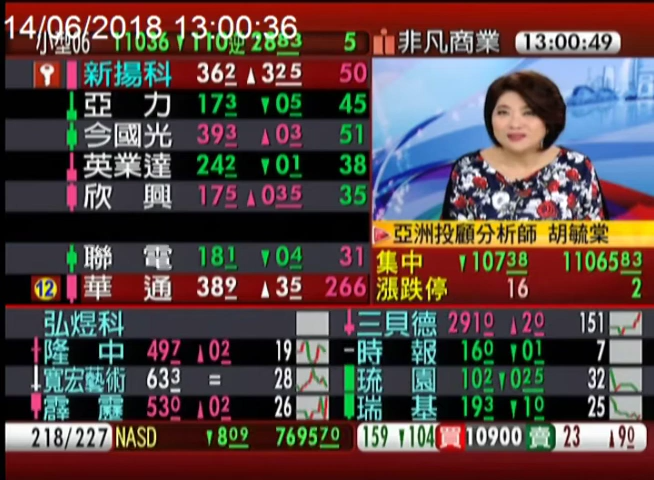 14/06/2018 13:00:36
小型06 11036 ▼110逆 2883 5 非凡商業 13:00:49
新揚科 362 ▲325 50
亞力 173 ▼05 45
今國光 393 ▲03 51
英業達 242 ▼01 38
欣興 175 ▲035 35
亞洲投顧分析師 胡毓棠
聯電 181 ▼04 31
集中 ▼10738 1106583
12 華通 389 ▲35 266
漲跌停 16 2
弘煜科
三貝德 2910 ▲20 151
隆中 497 ▲02 19
時報 160 ▼01 7
寬宏藝術 633 = 28
琉園 102 ▼025 32
霹靂 530 ▲02 26
瑞基 193 ▼10 25
218/227 NASD ▼809 769570 159 ▼104 買 10900 賣 23 ▲90